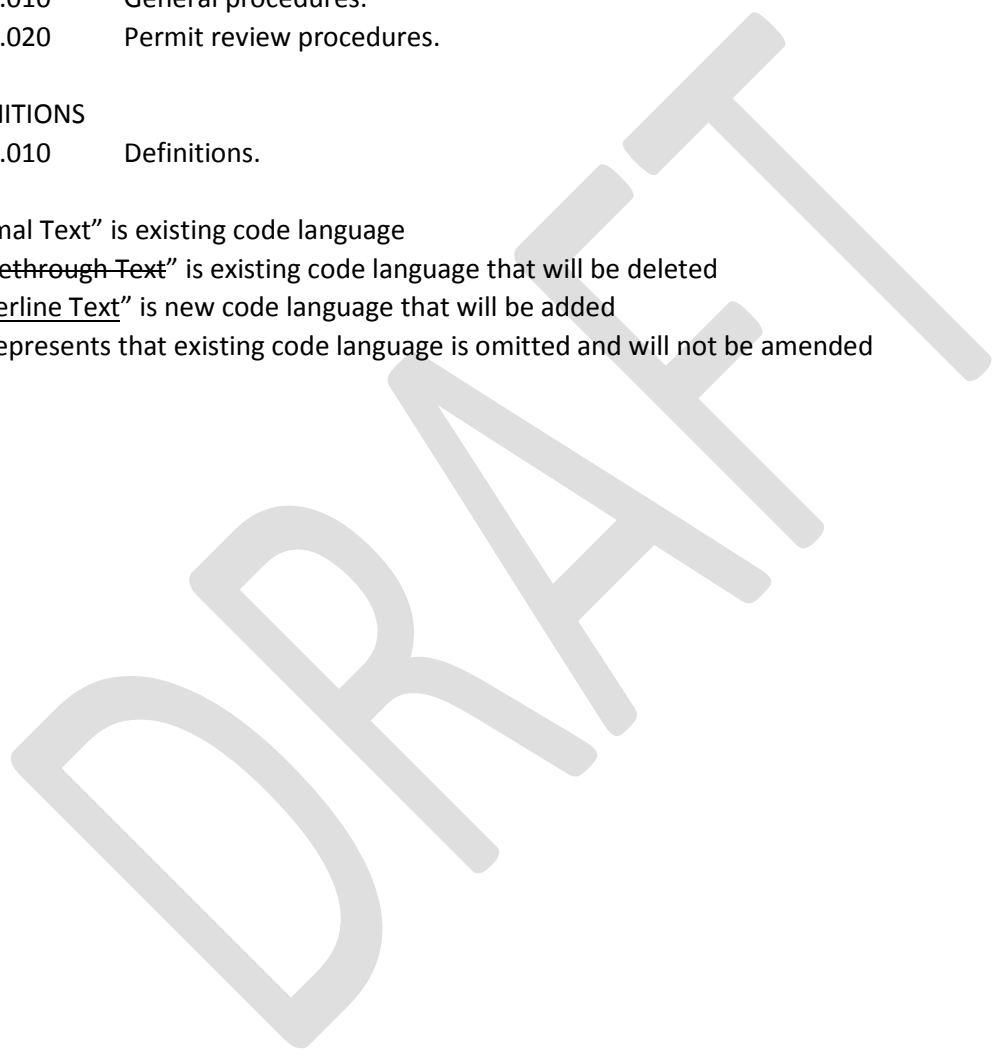 .010 General procedures.
.020 Permit review procedures.
NITIONS
.010 Definitions.
mal Text” is existing code language
ethrough Text” is existing code language that will be deleted
erline Text” is new code language that will be added
epresents that existing code language is omitted and will not be amended
DRAFT